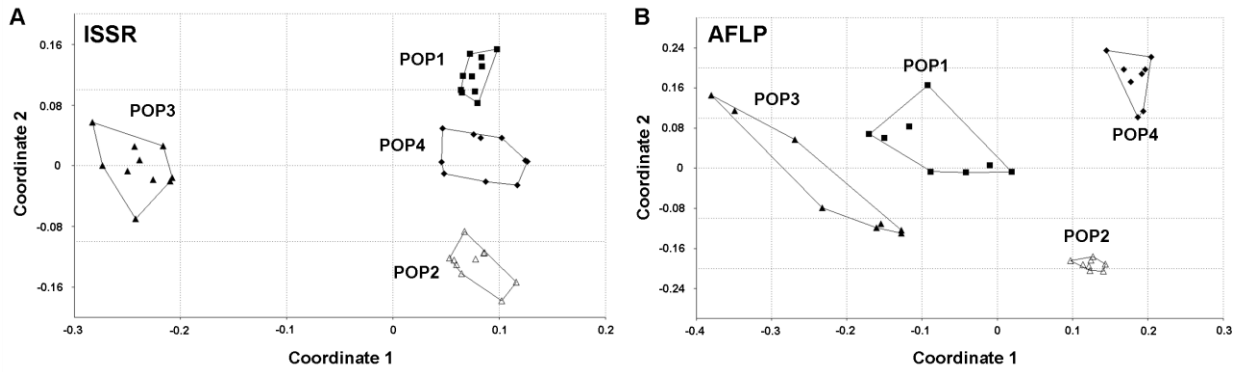 A
ISSR
Coordinate 2
0.16
0.08
0
-0.08
-0.16
POP1
POP3
POP4
POP2
-0.3
-0.2
-0.1
0
0.1
0.2
Coordinate 1
B
AFLP
Coordinate 2
0.24
0.16
0.08
0
-0.08
-0.16
-0.24
POP1
POP3
POP4
POP2
-0.4
-0.3
-0.2
-0.1
0
0.1
0.2
0.3
Coordinate 1